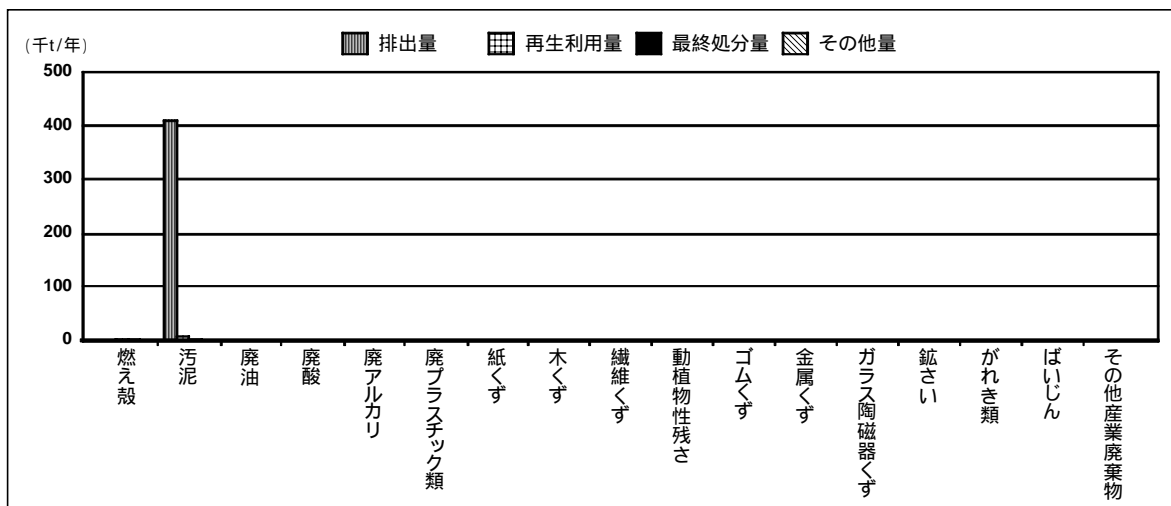 (千t/年)
排出量 再生利用量 最終処分量 その他量
500
400
300
200
100
0
燃え殻
汚泥
廃油
廃酸
廃アルカリ
廃プラスチック類
紙くず
木くず
繊維くず
動植物性残さ
ゴムくず
金属くず
ガラス陶磁器くず
鉱さい
がれき類
ばいじん
その他産業廃棄物